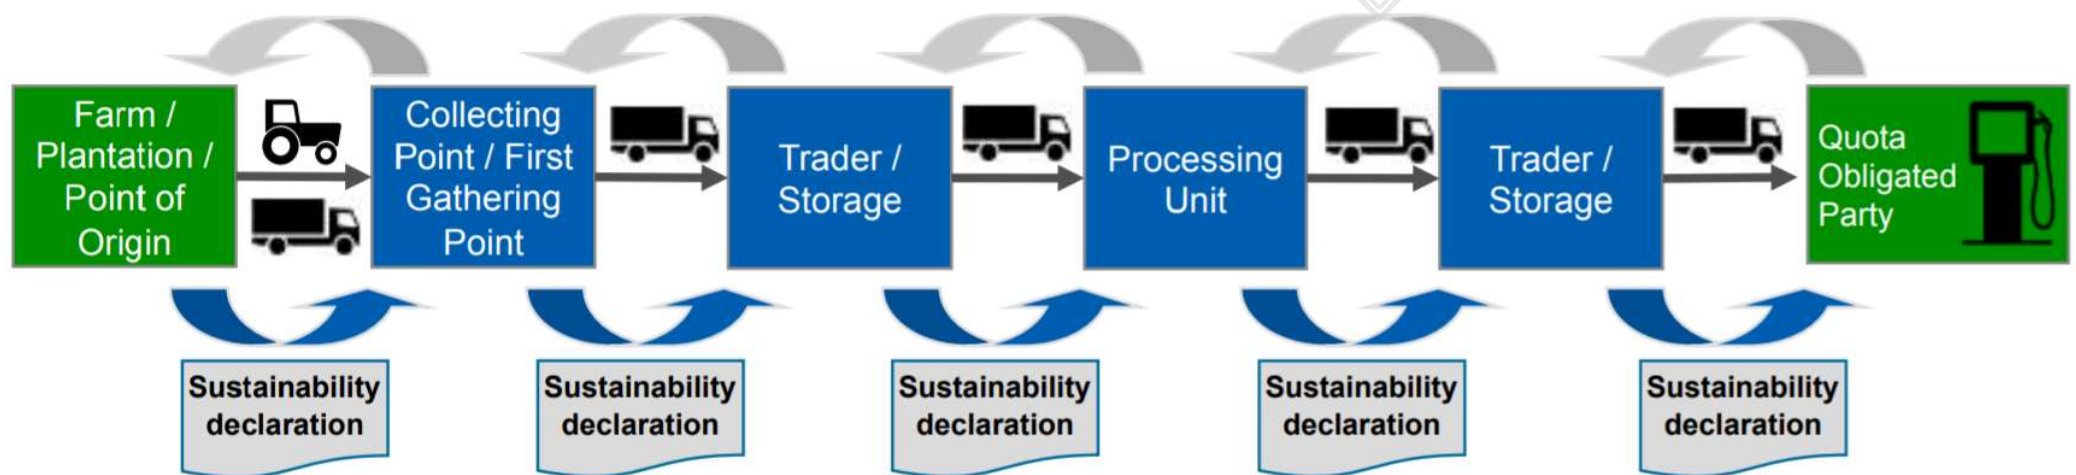 Farm /
Plantation /
Point of
Origin
Collecting
Point / First
Gathering
Point
Trader /
Storage
Processing
Unit
Trader /
Storage
Quota
Obligated
Party
Sustainability
declaration
Sustainability
declaration
Sustainability
declaration
Sustainability
declaration
Sustainability
declaration